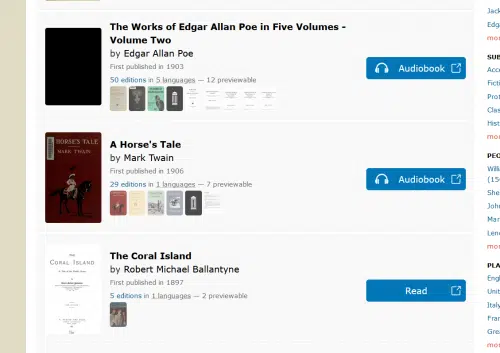 The Works of Edgar Allan Poe in Five Volumes -
Volume Two
by Edgar Allan Poe
First published in 1903
50 editions in 5 languages — 12 previewable
Audiobook
HORSE'S TALE
MARK TWAIN
A Horse's Tale
by Mark Twain
First published in 1906
29 editions in 1 languages — 7 previewable
Audiobook
The
CORAL ISLAND
The Coral Island
by Robert Michael Ballantyne
First published in 1897
5 editions in 1 languages — 2 previewable
Read
Jack
Edg
mor
SUB
Acc
Fict
Prot
Clas
Hist
mor
PEO
Willi
(15
She
Joh
Mar
Len
mor
PLA
Eng
Unit
Italy
Fran
Gre
mor